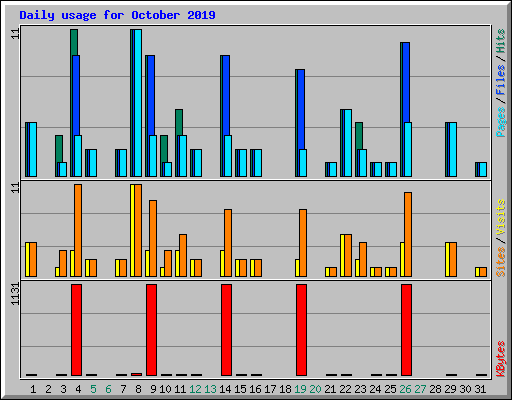 Daily usage for October 2019
11
Pages / Files / Hits
11
Sites / Visits
1131
KBytes
1 2 3 4 5 6 7 8 9 10 11 12 13 14 15 16 17 18 19 20 21 22 23 24 25 26 27 28 29 30 31